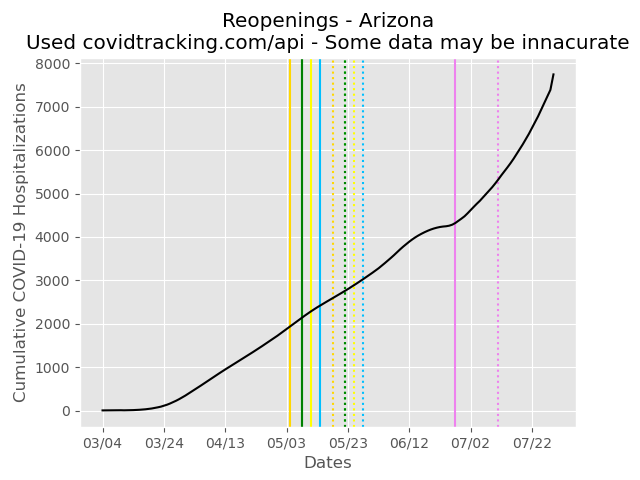 Reopenings - Arizona
Used covidtracking.com/api - Some data may be innacurate
8000
7000
6000
5000
4000
3000
2000
1000
0
Cumulative COVID-19 Hospitalizations
03/04 03/24 04/13 05/03 05/23 06/12 07/02 07/22
Dates